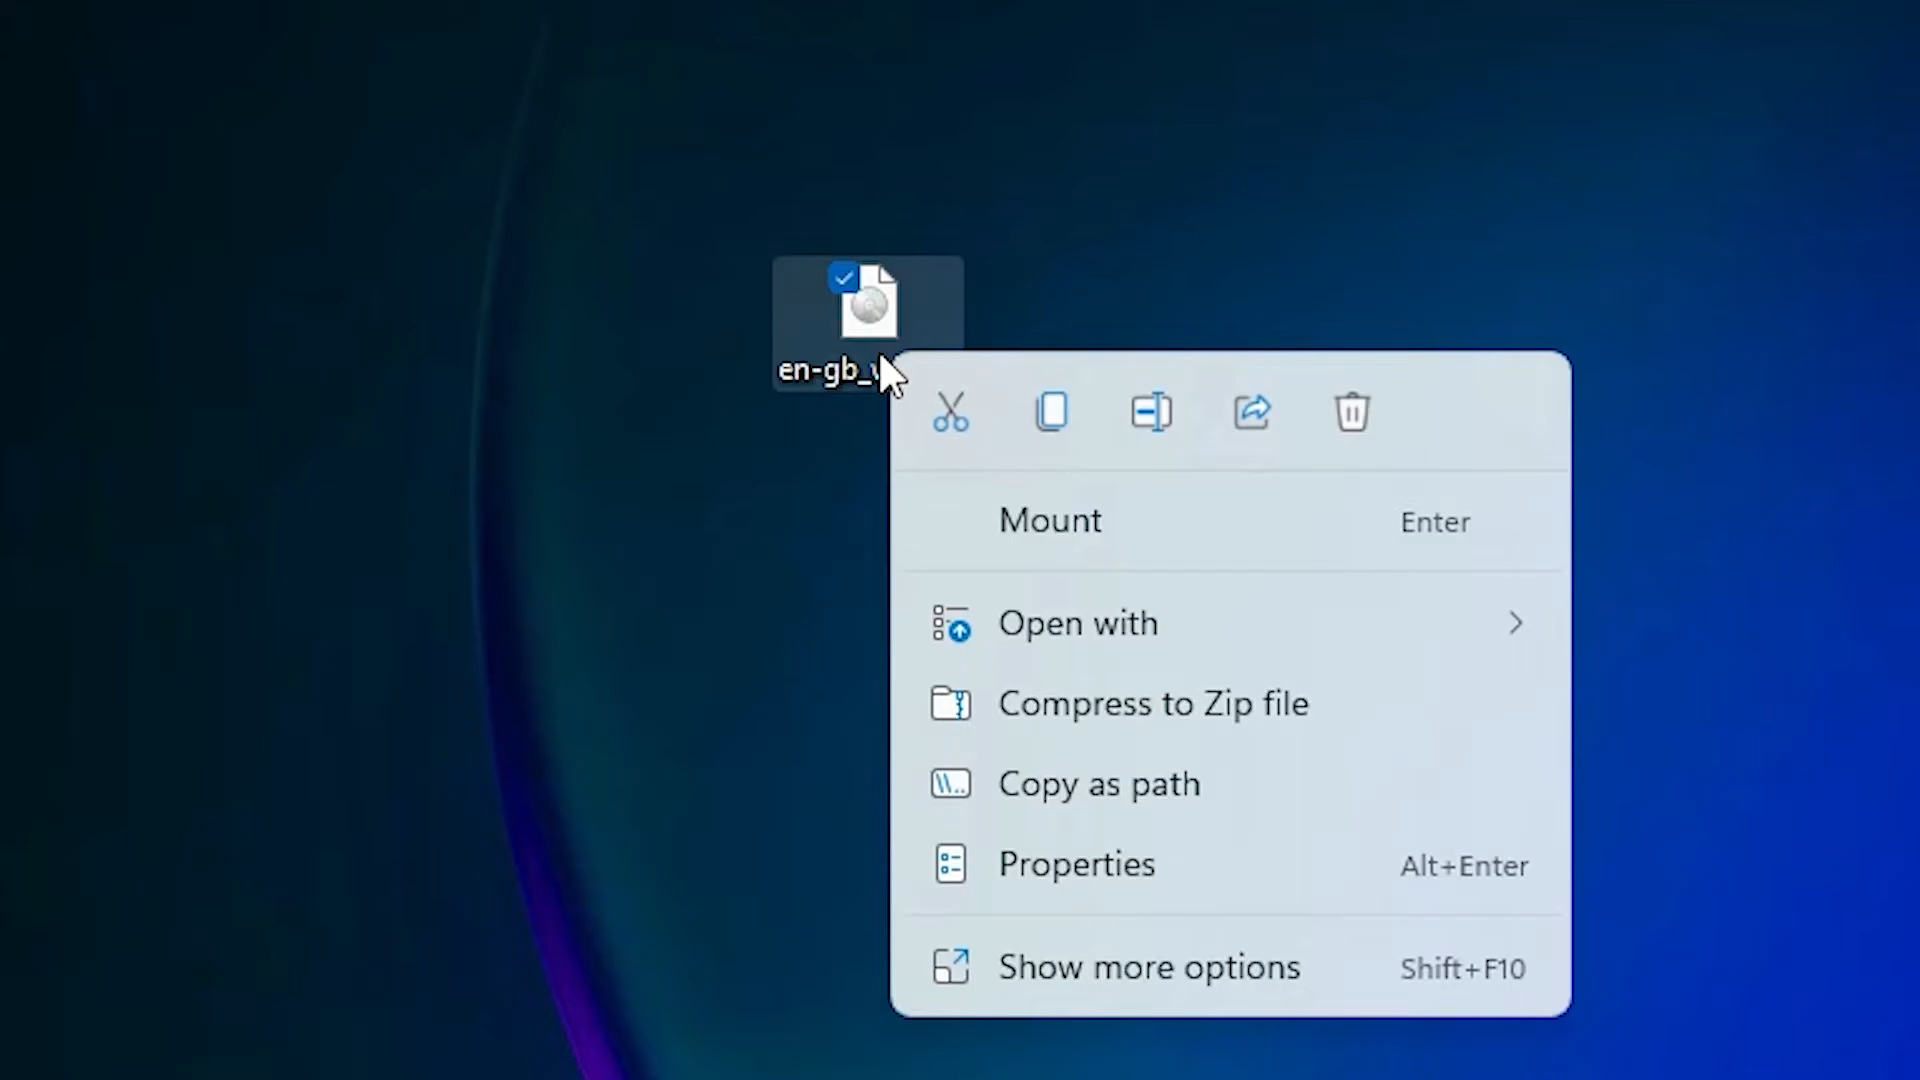 en-gb_
Mount Enter
Open with
Compress to Zip file
Copy as path
Properties Alt+Enter
Show more options Shift+F10